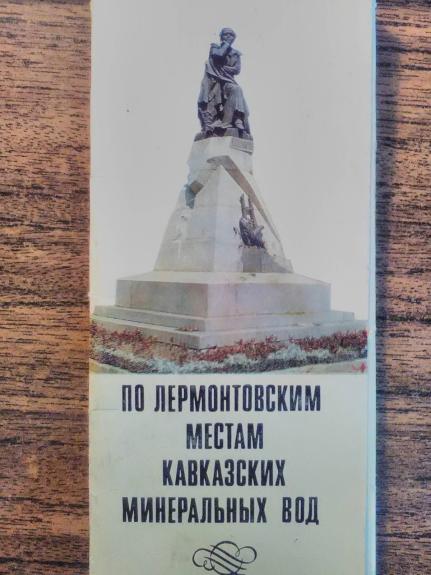 ПО ЛЕРМОНТОВСКИМ
МЕСТАМ
КАВКАЗСКИХ
МИНЕРАЛЬНЫХ ВОД